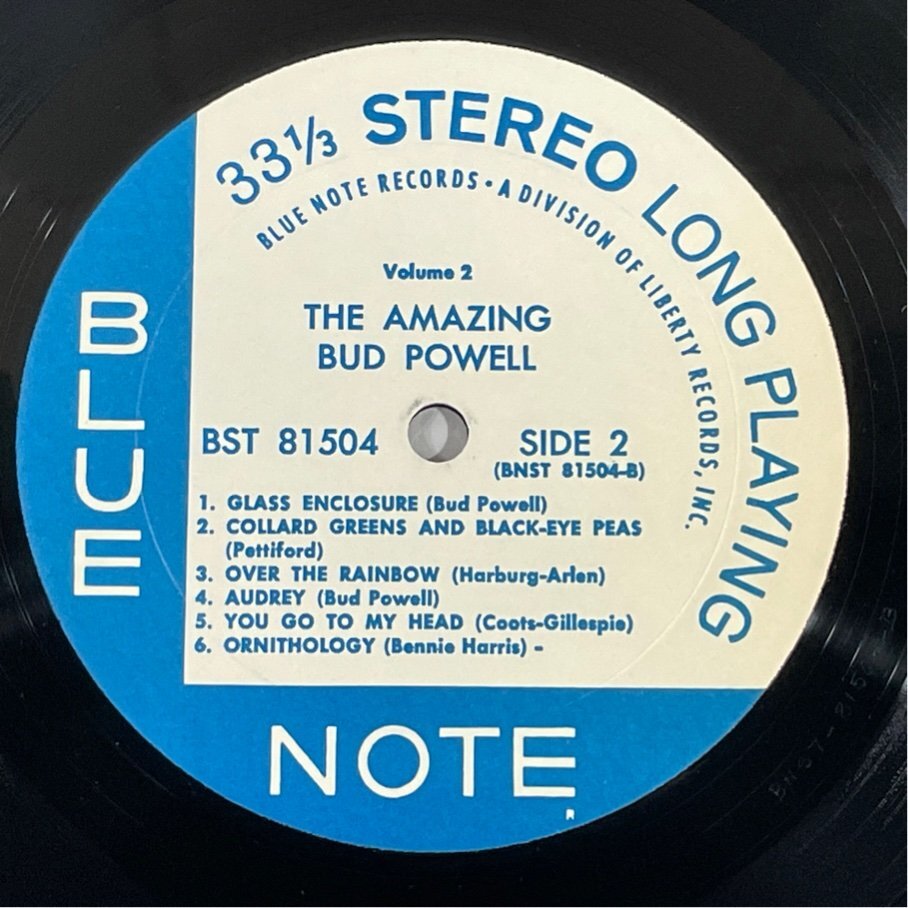 33⅓ STEREO LONG PLAYING
BLUE NOTE RECORDS • A DIVISION OF LIBERTY RECORDS, INC.
Volume 2
THE AMAZING
BUD POWELL
BST 81504
SIDE 2
(BNST 81504-B)
1. GLASS ENCLOSURE (Bud Powell)
2. COLLARD GREENS AND BLACK-EYE PEAS
(Pettiford)
3. OVER THE RAINBOW (Harburg-Arlen)
4. AUDREY (Bud Powell)
5. YOU GO TO MY HEAD (Coots-Gillespie)
6. ORNITHOLOGY (Bennie Harris) -
BLUE
NOTE
R